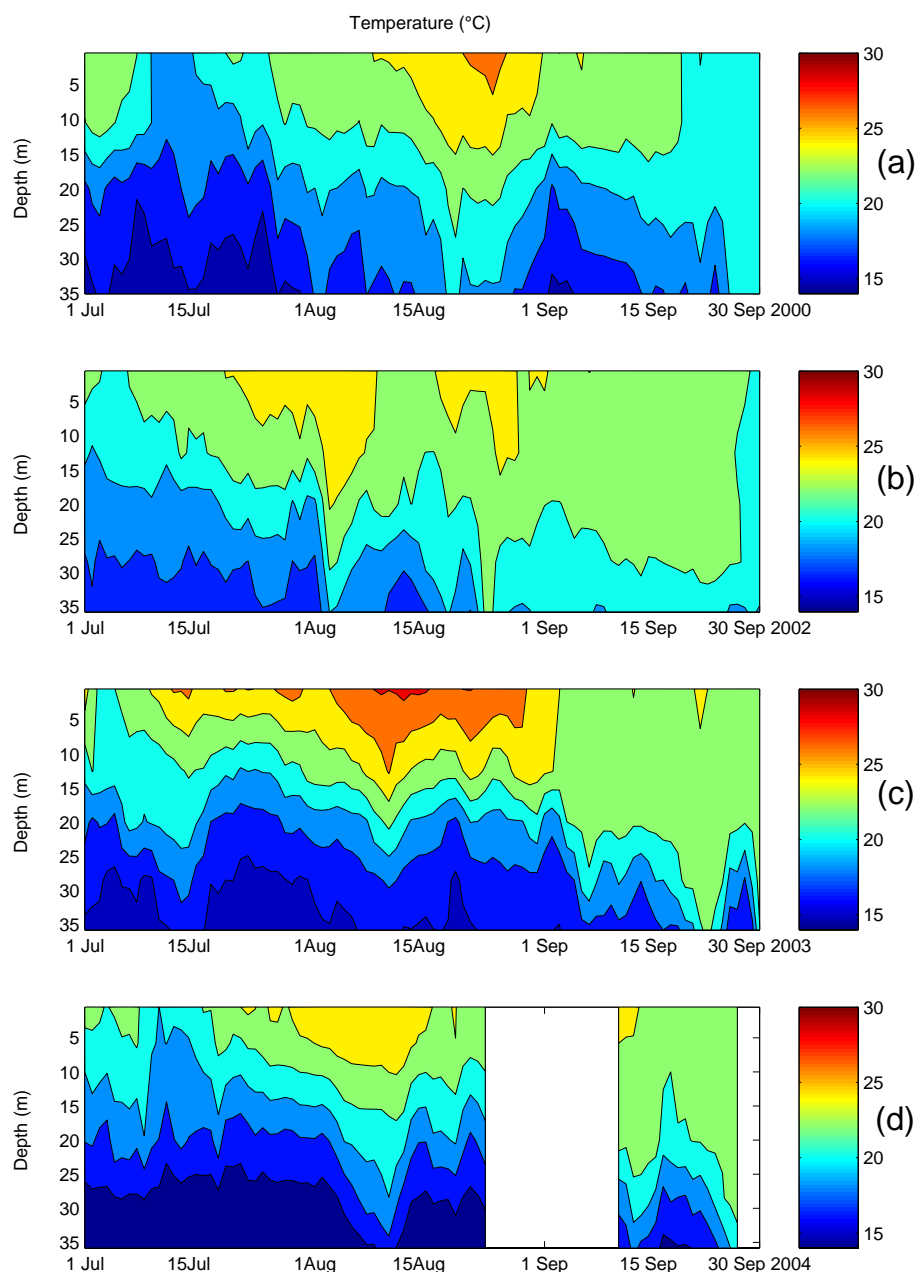 Temperature (°C)
Depth (m)
5
10
15
20
25
30
35
1 Jul
15Jul
1Aug
15Aug
1 Sep
15 Sep
30 Sep 2000
30
25
20
15
(a)
Depth (m)
5
10
15
20
25
30
35
1 Jul
15Jul
1Aug
15Aug
1 Sep
15 Sep
30 Sep 2002
30
25
20
15
(b)
Depth (m)
5
10
15
20
25
30
35
1 Jul
15Jul
1Aug
15Aug
1 Sep
15 Sep
30 Sep 2003
30
25
20
15
(c)
Depth (m)
5
10
15
20
25
30
35
1 Jul
15Jul
1Aug
15Aug
1 Sep
15 Sep
30 Sep 2004
30
25
20
15
(d)